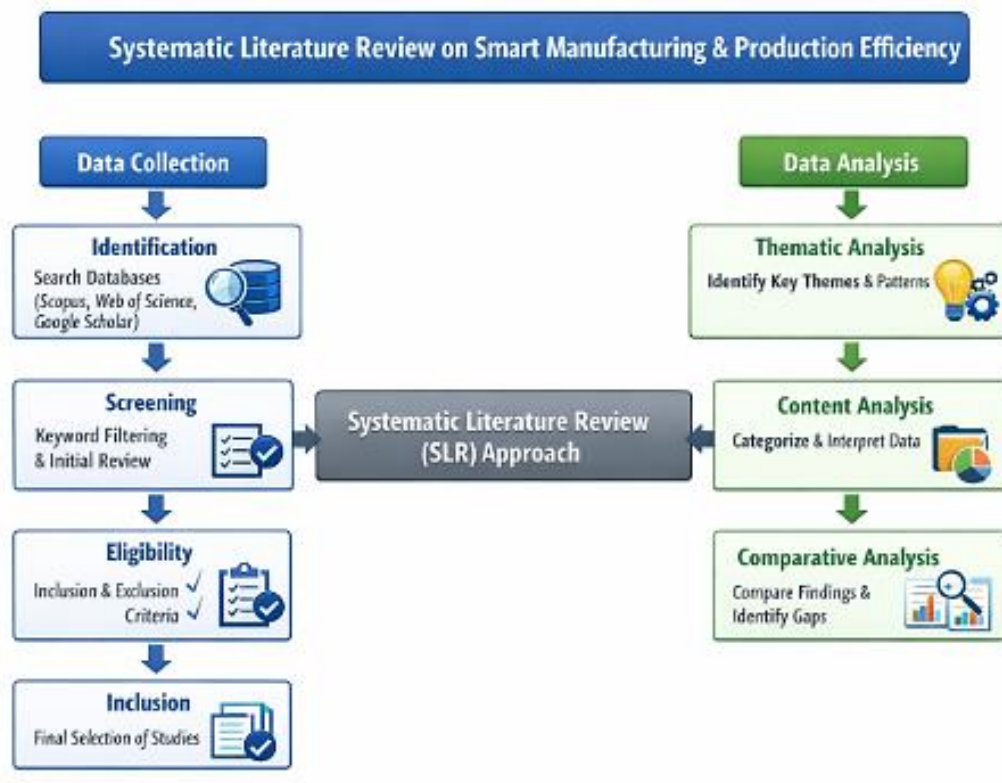 Systematic Literature Review on Smart Manufacturing & Production Efficiency
Data Collection
Identification
Search Databases
(Scopus, Web of Science,
Google Scholar)
Screening
Keyword Filtering
& Initial Review
Eligibility
Inclusion & Exclusion
Criteria
Inclusion
Final Selection of Studies
Systematic Literature Review
(SLR) Approach
Data Analysis
Thematic Analysis
Identify Key Themes & Patterns
Content Analysis
Categorize & Interpret Data
Comparative Analysis
Compare Findings &
Identify Gaps